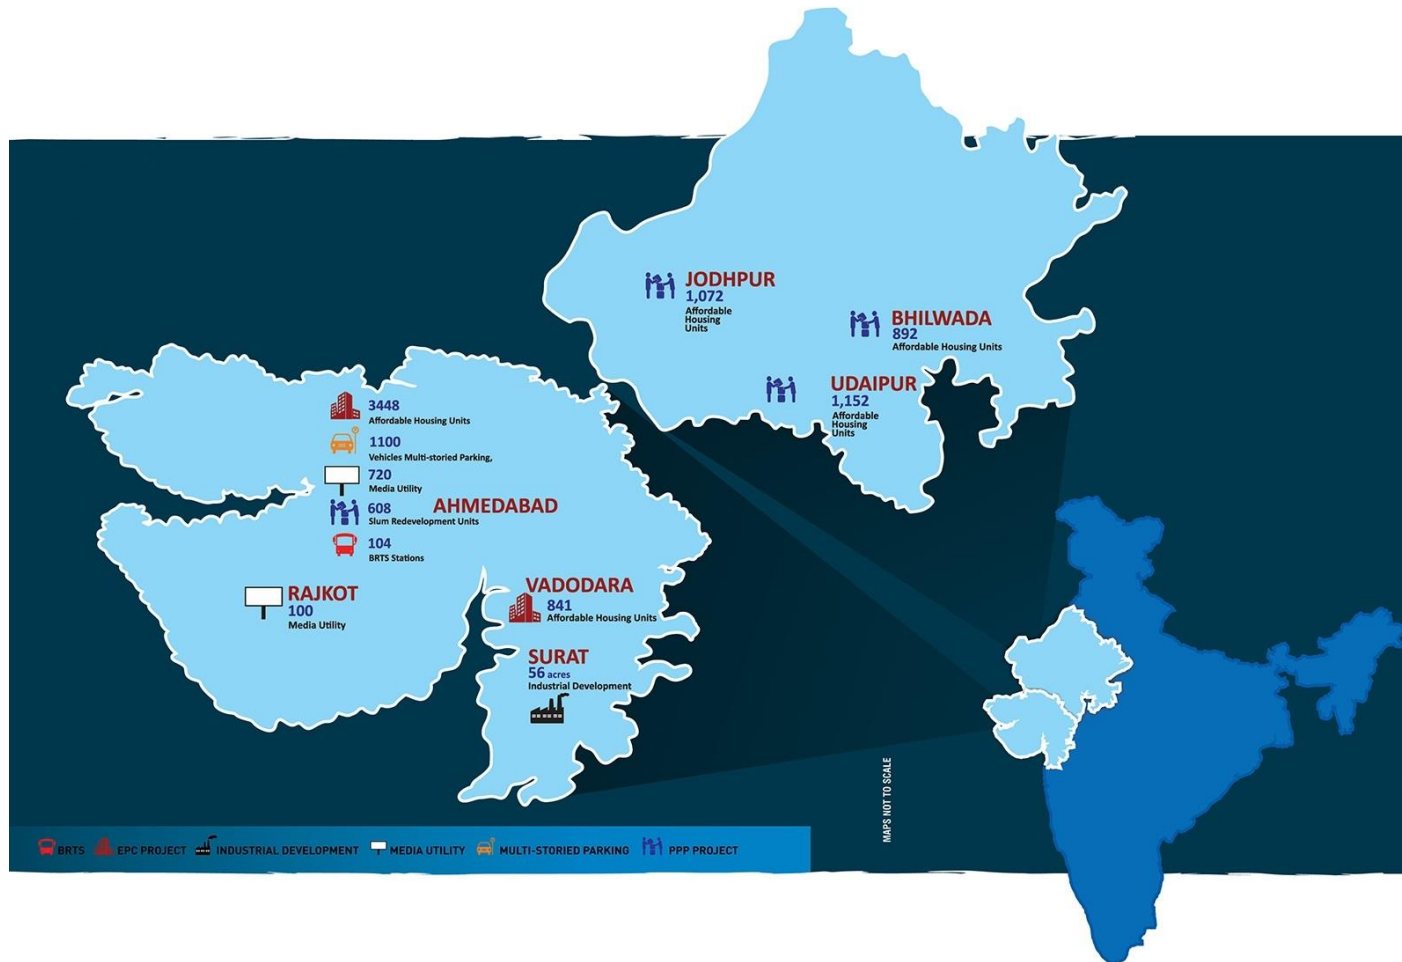 JODHPUR
1,072
Affordable
Housing
Units
BHILWADA
892
Affordable Housing Units
UDAIPUR
1,152
Affordable
Housing
Units
3448
Affordable Housing Units
1100
Vehicles Multi-storied Parking,
720
Media Utility
AHMEDABAD
608
Slum Redevelopment Units
104
BRTS Stations
RAJKOT
100
Media Utility
VADODARA
841
Affordable Housing Units
SURAT
56 acres
Industrial Development
MAPS NOT TO SCALE
BRTS EPC PROJECT INDUSTRIAL DEVELOPMENT MEDIA UTILITY MULTI-STORIED PARKING PPP PROJECT